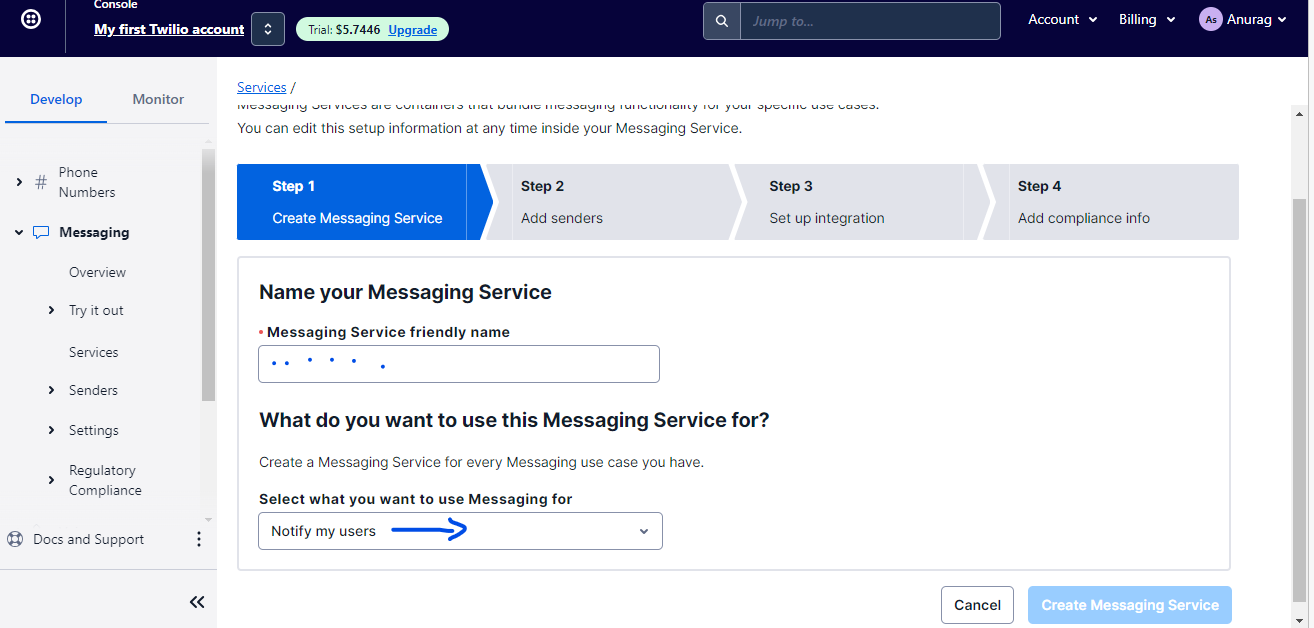 Console
My first Twilio account
Trial: $5.7446 Upgrade
Jump to...
Account
Billing
As Anurag
Develop
Monitor
Services /
Messaging Services are containers that bundle messaging functionality for your specific use cases.
You can edit this setup information at any time inside your Messaging Service.
# Phone
Numbers
Messaging
Overview
Try it out
Services
Senders
Settings
Regulatory
Compliance
Docs and Support
Step 1
Create Messaging Service
Step 2
Add senders
Step 3
Set up integration
Step 4
Add compliance info
Name your Messaging Service
• Messaging Service friendly name
What do you want to use this Messaging Service for?
Create a Messaging Service for every Messaging use case you have.
Select what you want to use Messaging for
Notify my users
Cancel
Create Messaging Service